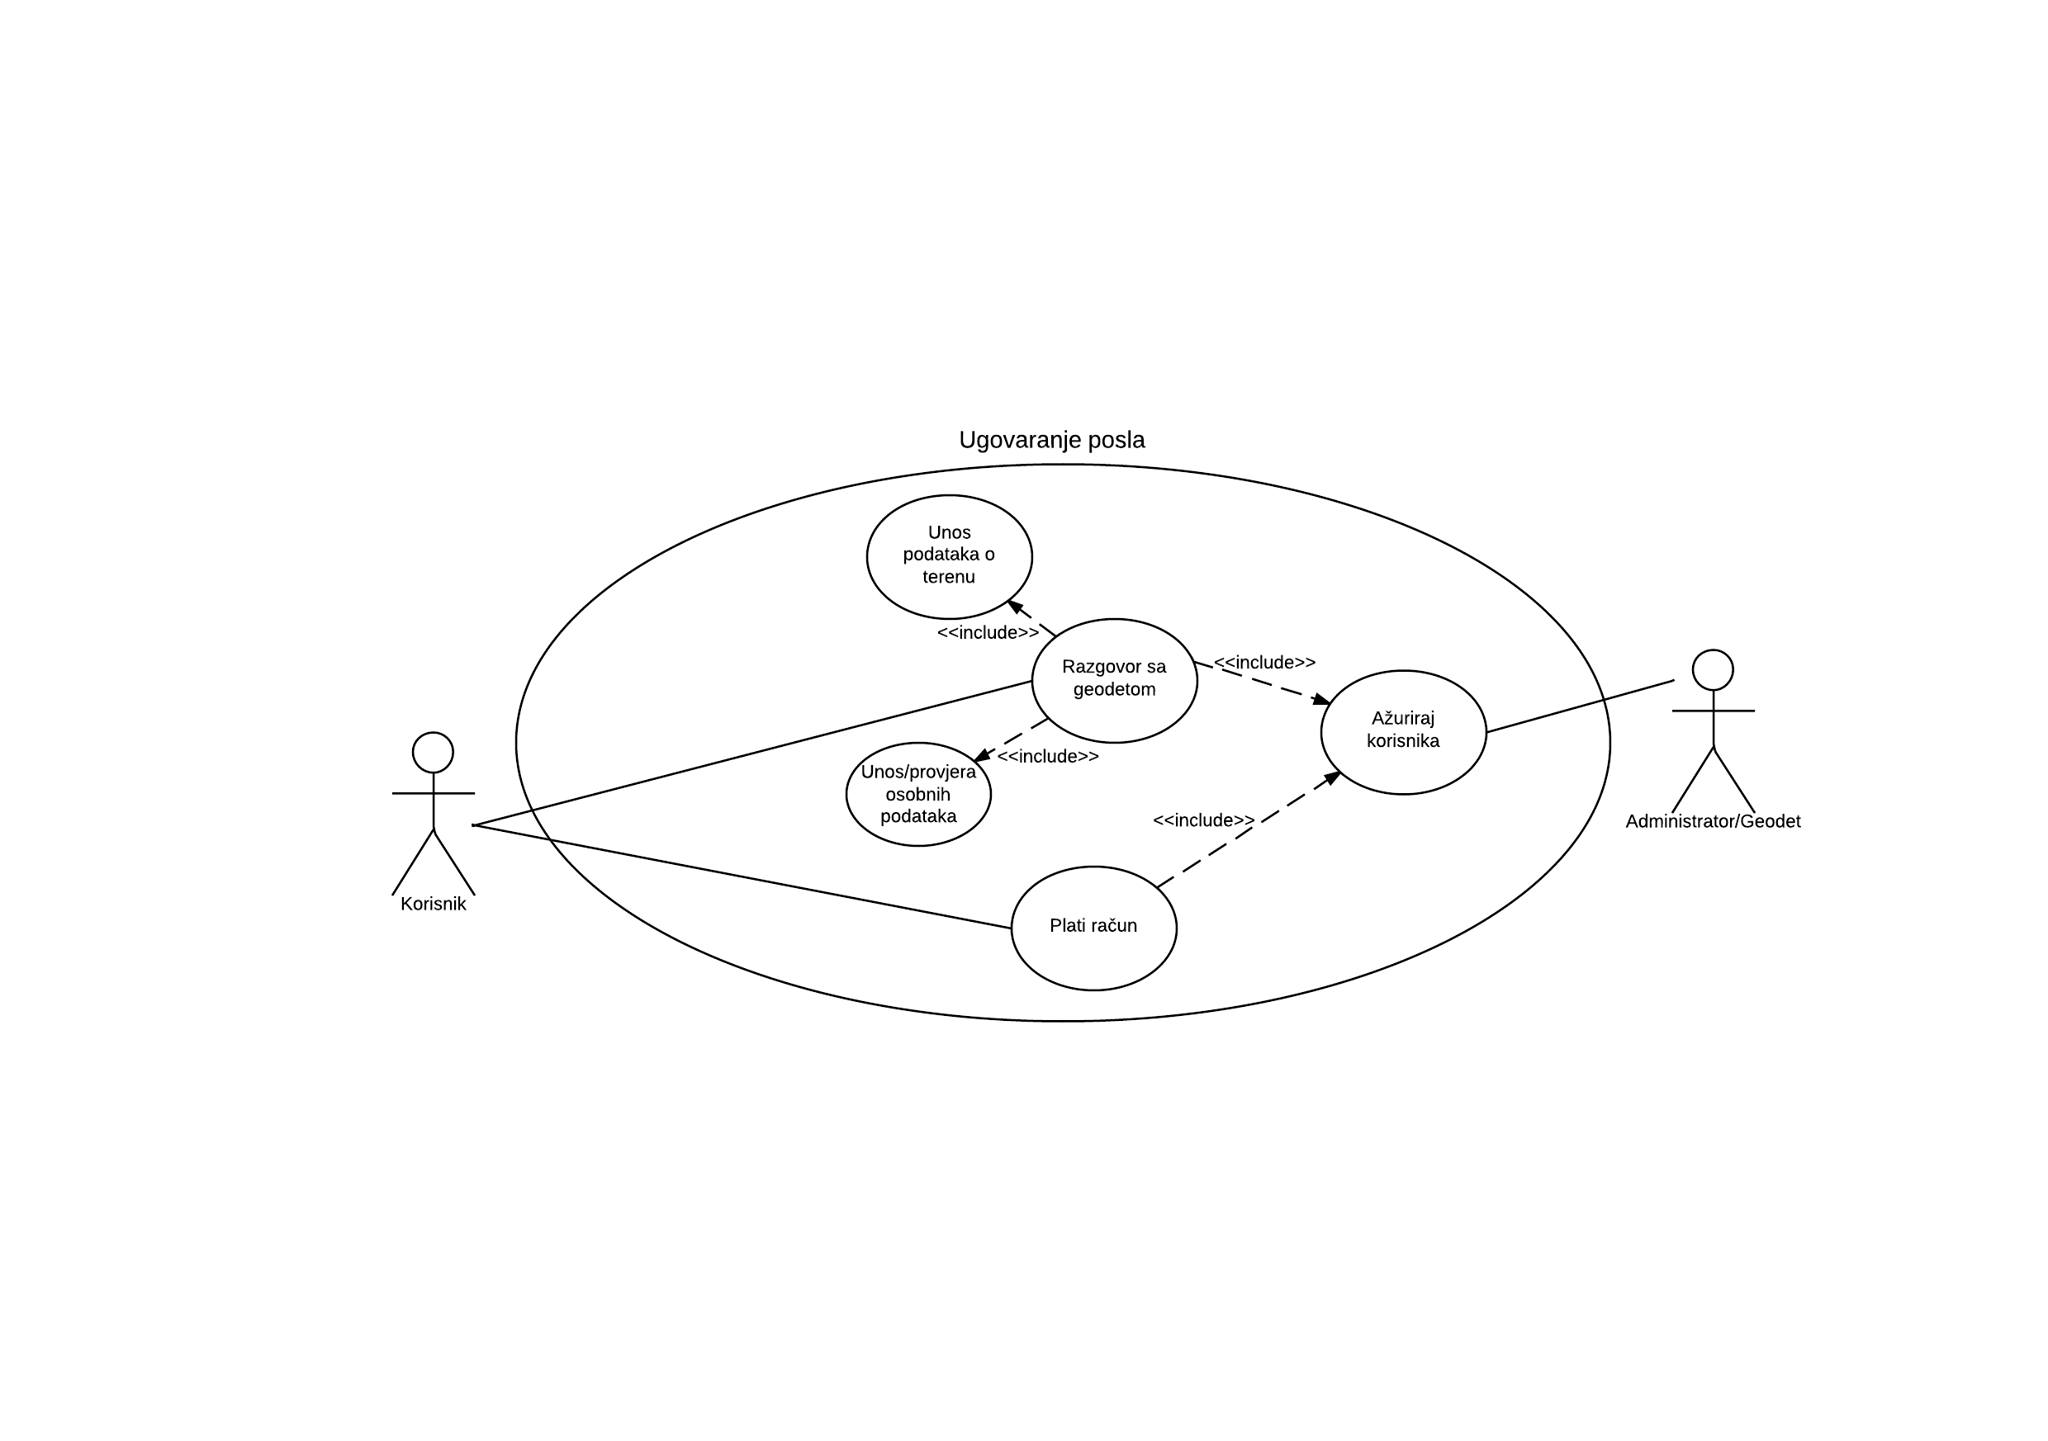 Ugovaranje posla
Unos
podataka o
terenu
<<include>>
Razgovor sa
geodetom
<<include>>
Ažuriraj
korisnika
<<include>>
Unos/provjera
osobnih
podataka
<<include>>
Administrator/Geodet
Korisnik
Plati račun